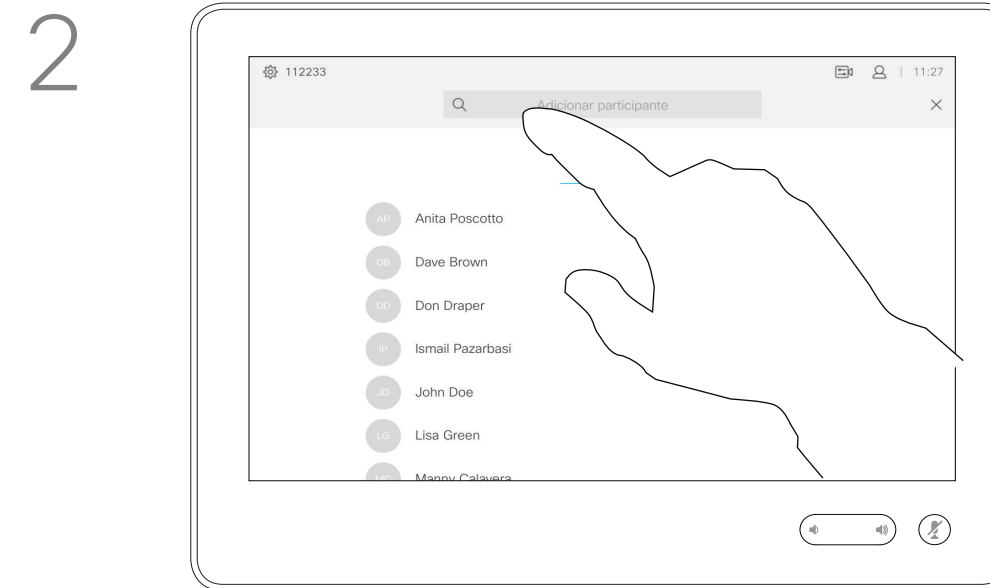 2
112233
11:27
Adicionar participante
AP Anita Poscotto
DB Dave Brown
DD Don Draper
IP Ismail Pazarbasi
JD John Doe
LG Lisa Green
MC Manny Calavera